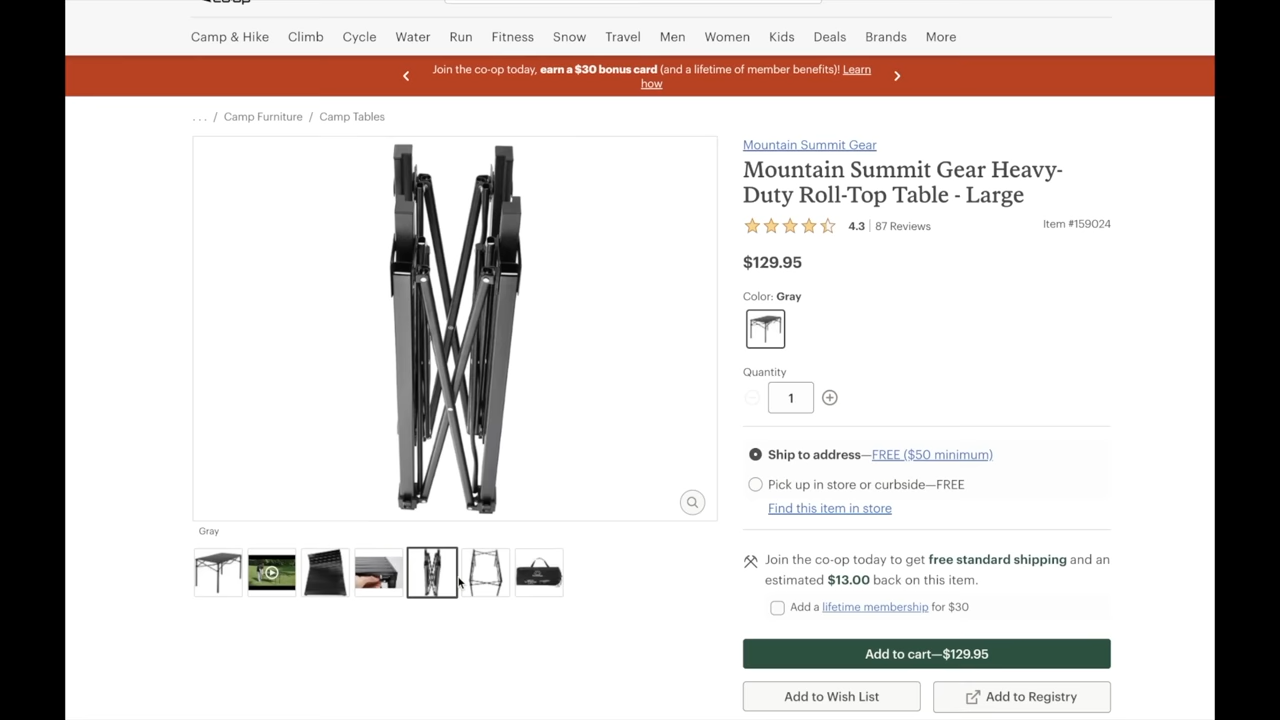 co-op
Camp & Hike Climb Cycle Water Run Fitness Snow Travel Men Women Kids Deals Brands More
Join the co-op today, earn a $30 bonus card (and a lifetime of member benefits)! Learn
how
... / Camp Furniture / Camp Tables
Mountain Summit Gear
Mountain Summit Gear Heavy-
Duty Roll-Top Table - Large
4.3 | 87 Reviews
Item #159024
$129.95
Color: Gray
Quantity
1
Ship to address—FREE ($50 minimum)
Pick up in store or curbside—FREE
Find this item in store
Gray
Join the co-op today to get free standard shipping and an
estimated $13.00 back on this item.
Add a lifetime membership for $30
Add to cart—$129.95
Add to Wish List
Add to Registry